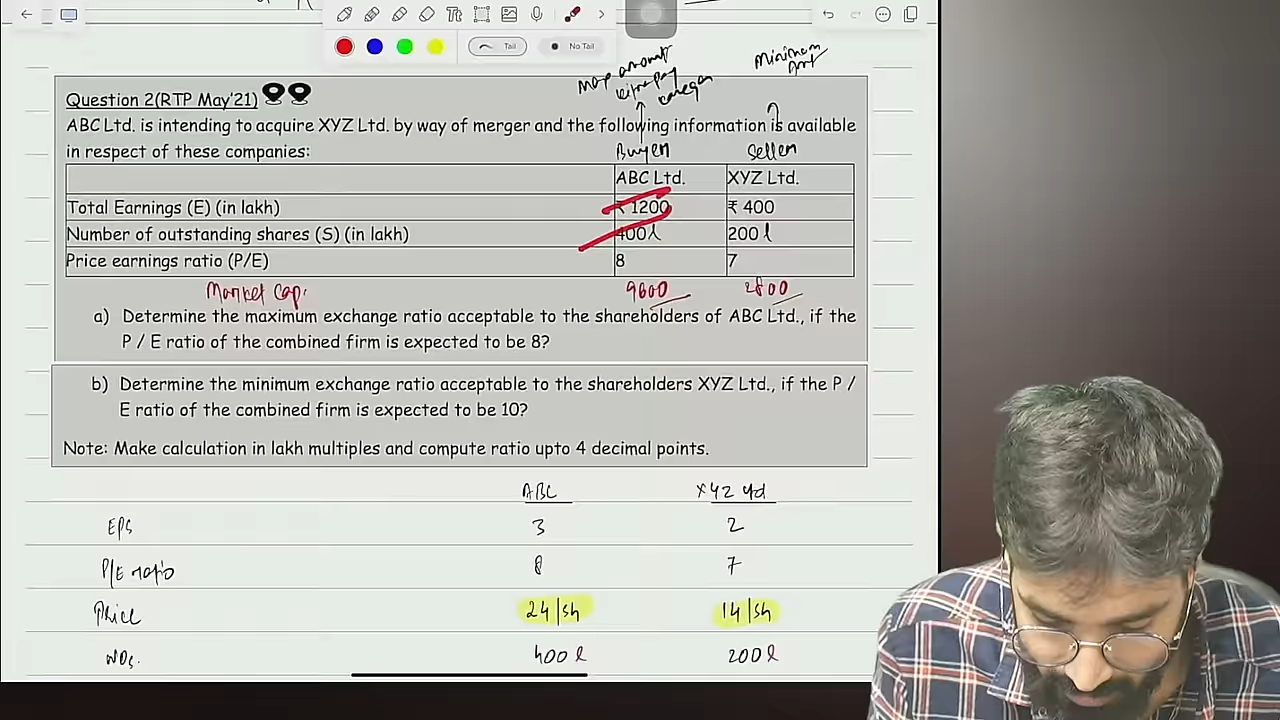 Tt
Tail
No Tail
Max amount
minimum
Question 2(RTP May'21)
ABC Ltd. is intending to acquire XYZ Ltd. by way of merger and the following information is available
in respect of these companies:
Buyer Seller
ABC Ltd. XYZ Ltd.
Total Earnings (E) (in lakh) ₹ 1200 ₹ 400
Number of outstanding shares (S) (in lakh) 400l 200 l
Price earnings ratio (P/E) 8 7
Market Cap. 9600 2800
a) Determine the maximum exchange ratio acceptable to the shareholders of ABC Ltd., if the
P / E ratio of the combined firm is expected to be 8?
b) Determine the minimum exchange ratio acceptable to the shareholders XYZ Ltd., if the P /
E ratio of the combined firm is expected to be 10?
Note: Make calculation in lakh multiples and compute ratio upto 4 decimal points.
ABC XYZ Ltd
EPS 3 2
P/E ratio 8 7
Price 24/sh 14/sh
NOs. 400 l 200 l